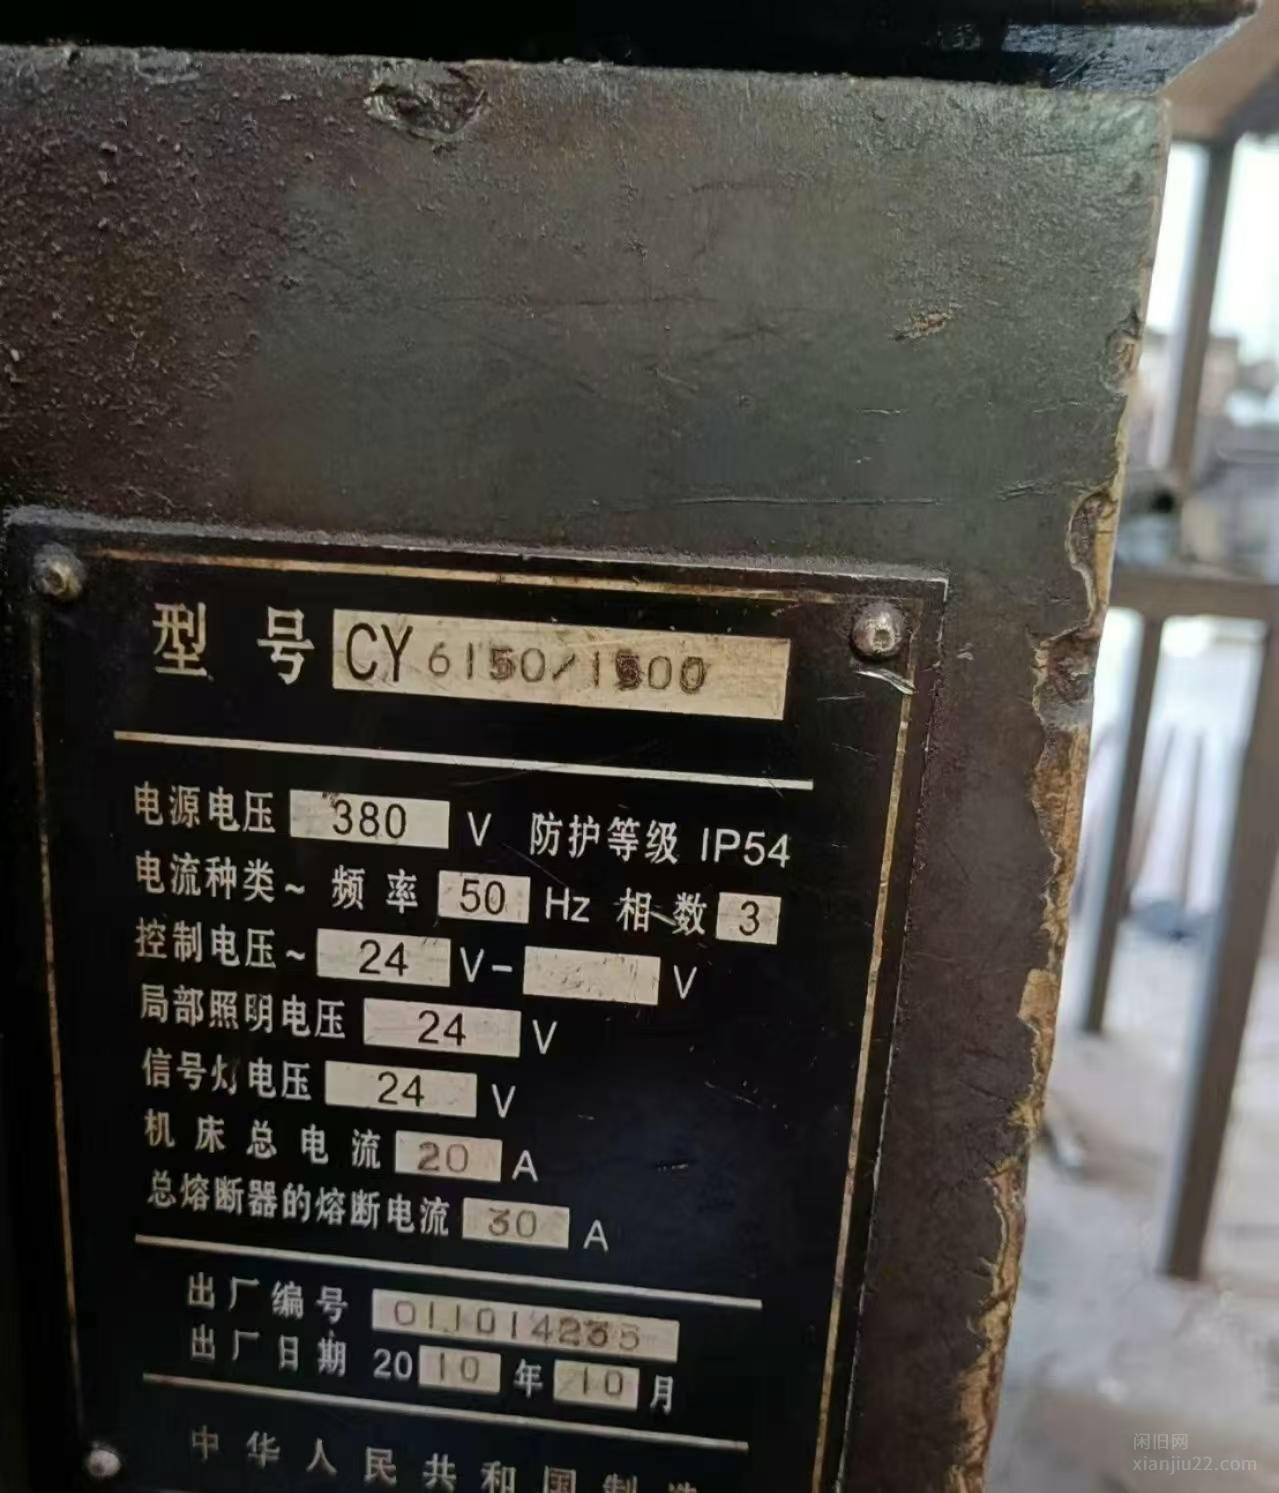 型号 CY6150/1500
电源电压 380 V 防护等级 IP54
电流种类~ 频率 50 Hz 相数 3
控制电压~ 24 V- V
局部照明电压 24 V
信号灯电压 24 V
机床总电流 20 A
总熔断器的熔断电流 30 A
出厂编号
出厂日期 2010年10月
中华人民共和国制造
闲旧网
xianjiu22.com